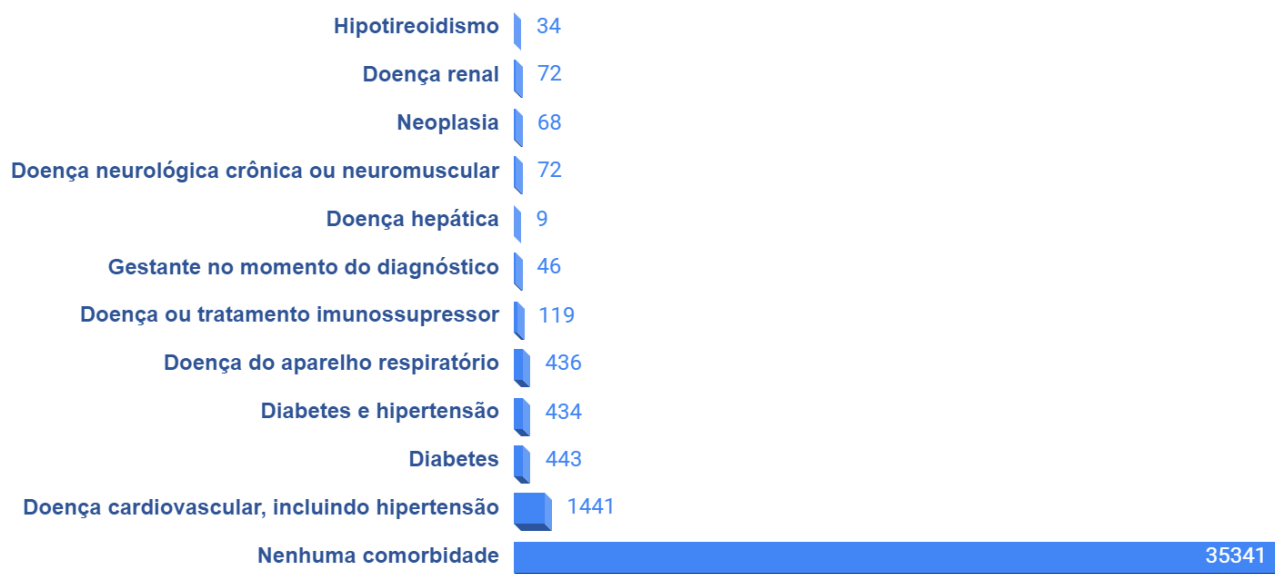 Hipotireoidismo 34
Doença renal 72
Neoplasia 68
Doença neurológica crônica ou neuromuscular 72
Doença hepática 9
Gestante no momento do diagnóstico 46
Doença ou tratamento imunossupressor 119
Doença do aparelho respiratório 436
Diabetes e hipertensão 434
Diabetes 443
Doença cardiovascular, incluindo hipertensão 1441
Nenhuma comorbidade 35341